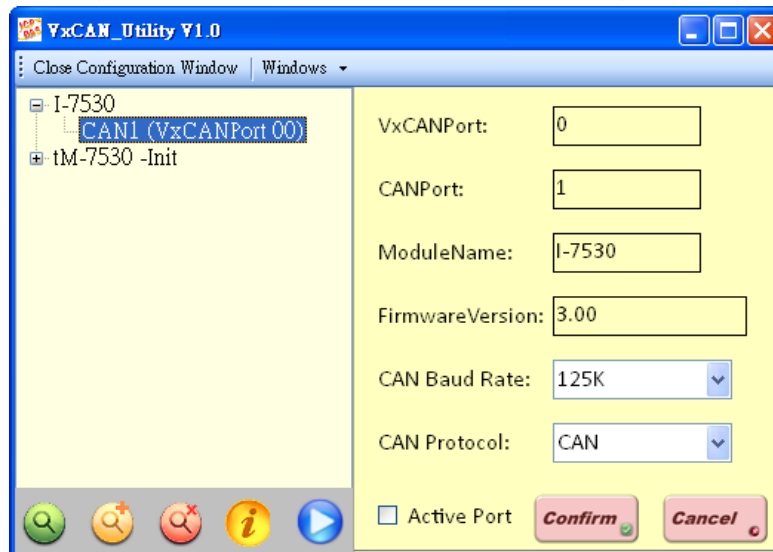 VxCAN_Utility V1.0
Close Configuration Window Windows
I-7530
CAN1 (VxCANPort 00)
tM-7530 -Init
VxCANPort: 0
CANPort: 1
ModuleName: I-7530
FirmwareVersion: 3.00
CAN Baud Rate: 125K
CAN Protocol: CAN
Active Port Confirm Cancel